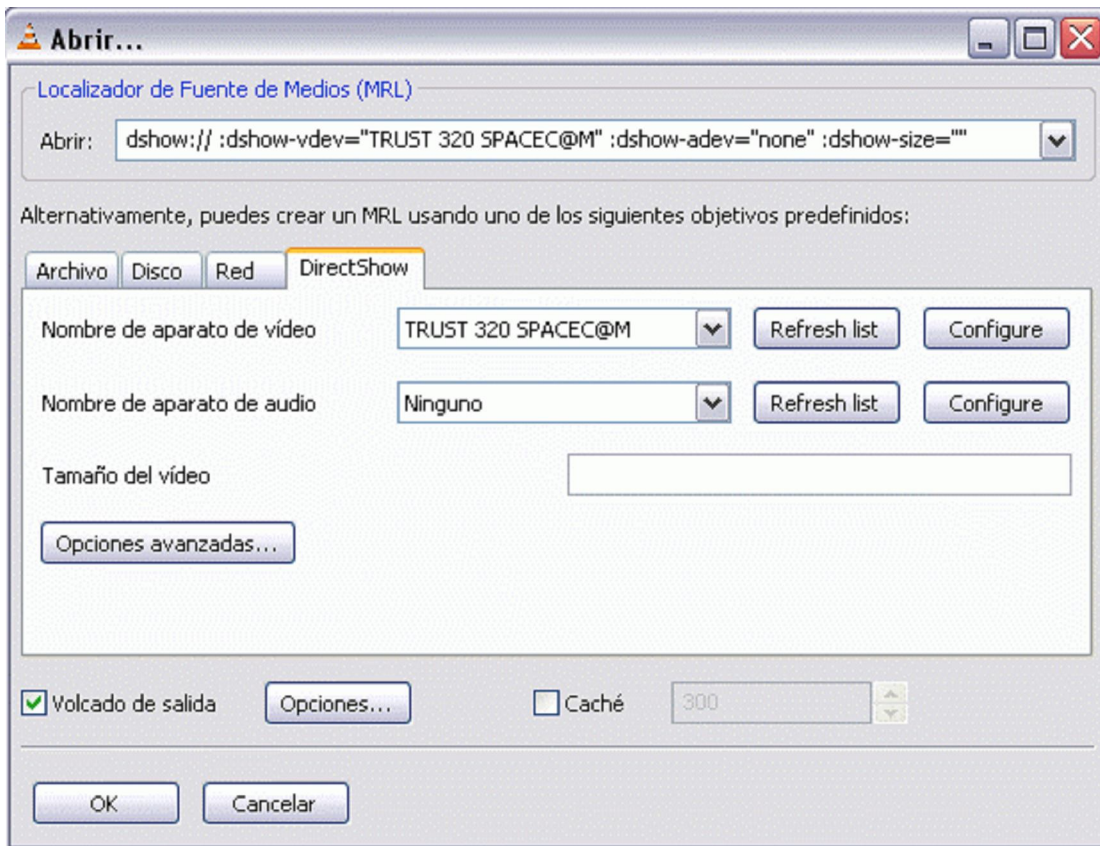 Abrir...
Localizador de Fuente de Medios (MRL)
Abrir: dshow:// :dshow-vdev="TRUST 320 SPACEC@M" :dshow-adev="none" :dshow-size=""
Alternativamente, puedes crear un MRL usando uno de los siguientes objetivos predefinidos:
Archivo Disco Red DirectShow
Nombre de aparato de vídeo TRUST 320 SPACEC@M Refresh list Configure
Nombre de aparato de audio Ninguno Refresh list Configure
Tamaño del vídeo
Opciones avanzadas...
Volcado de salida Opciones... Caché 300
OK Cancelar